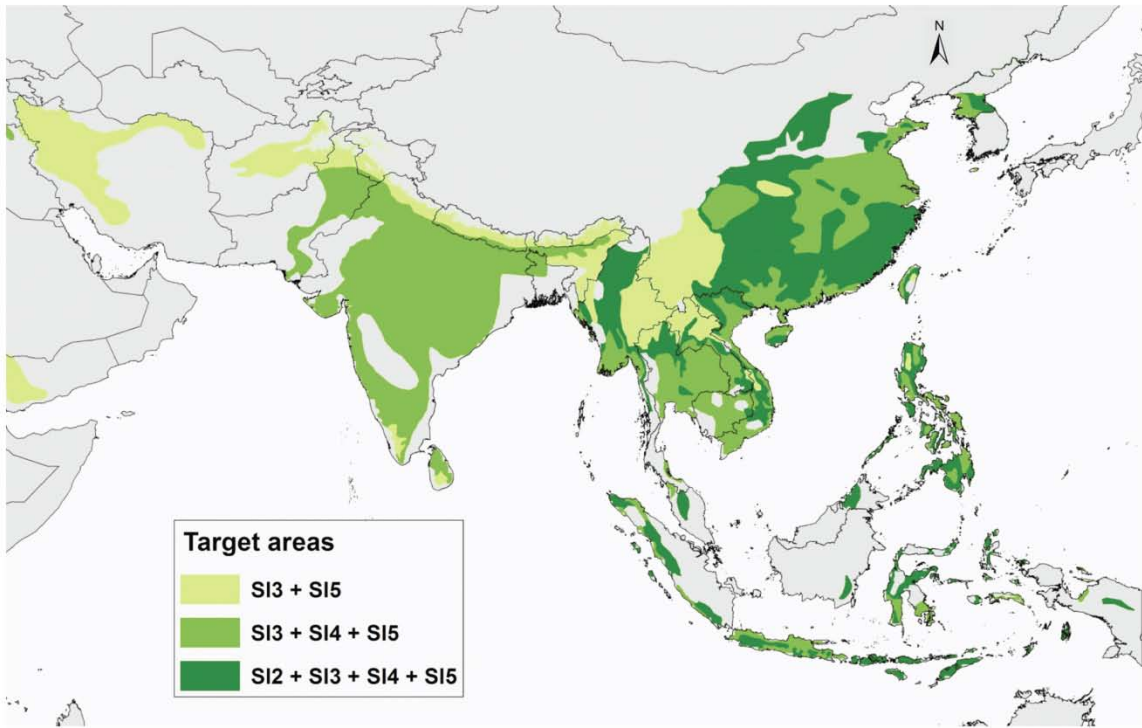 N
Target areas
SI3 + SI5
SI3 + SI4 + SI5
SI2 + SI3 + SI4 + SI5